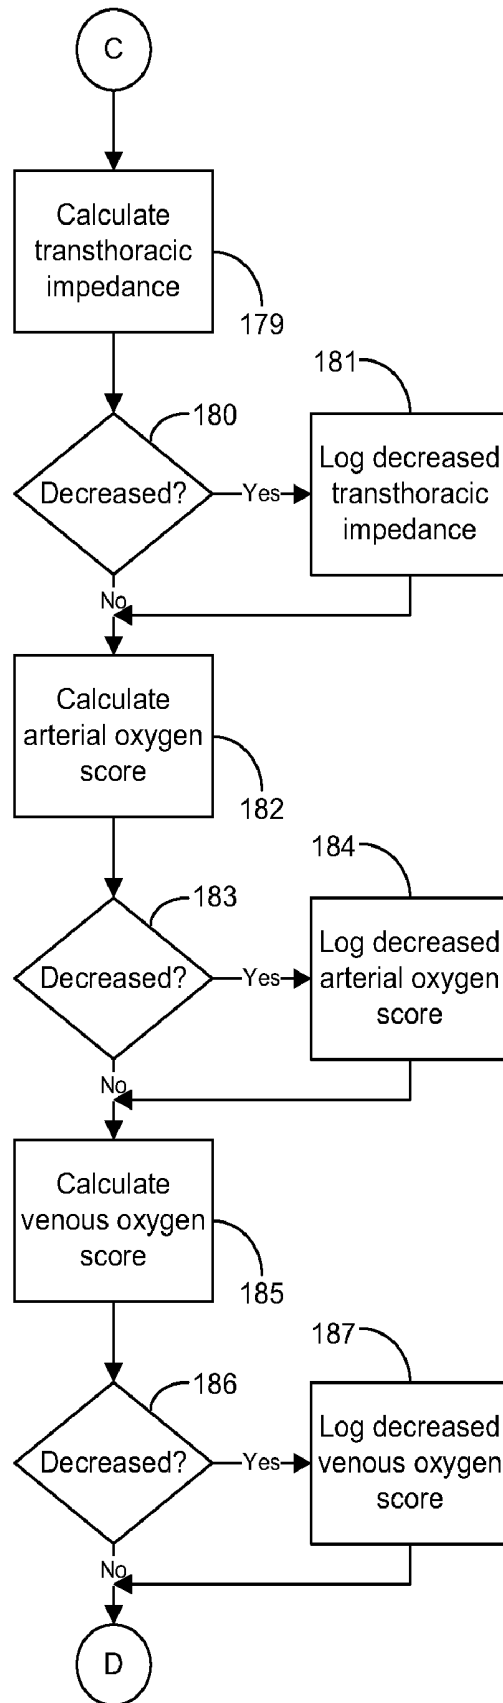 C
Calculate
transthoracic
impedance
179
180
181
Decreased?
Yes
Log decreased
transthoracic
impedance
No
Calculate
arterial oxygen
score
182
183
184
Decreased?
Yes
Log decreased
arterial oxygen
score
No
Calculate
venous oxygen
score
185
186
187
Decreased?
Yes
Log decreased
venous oxygen
score
No
D